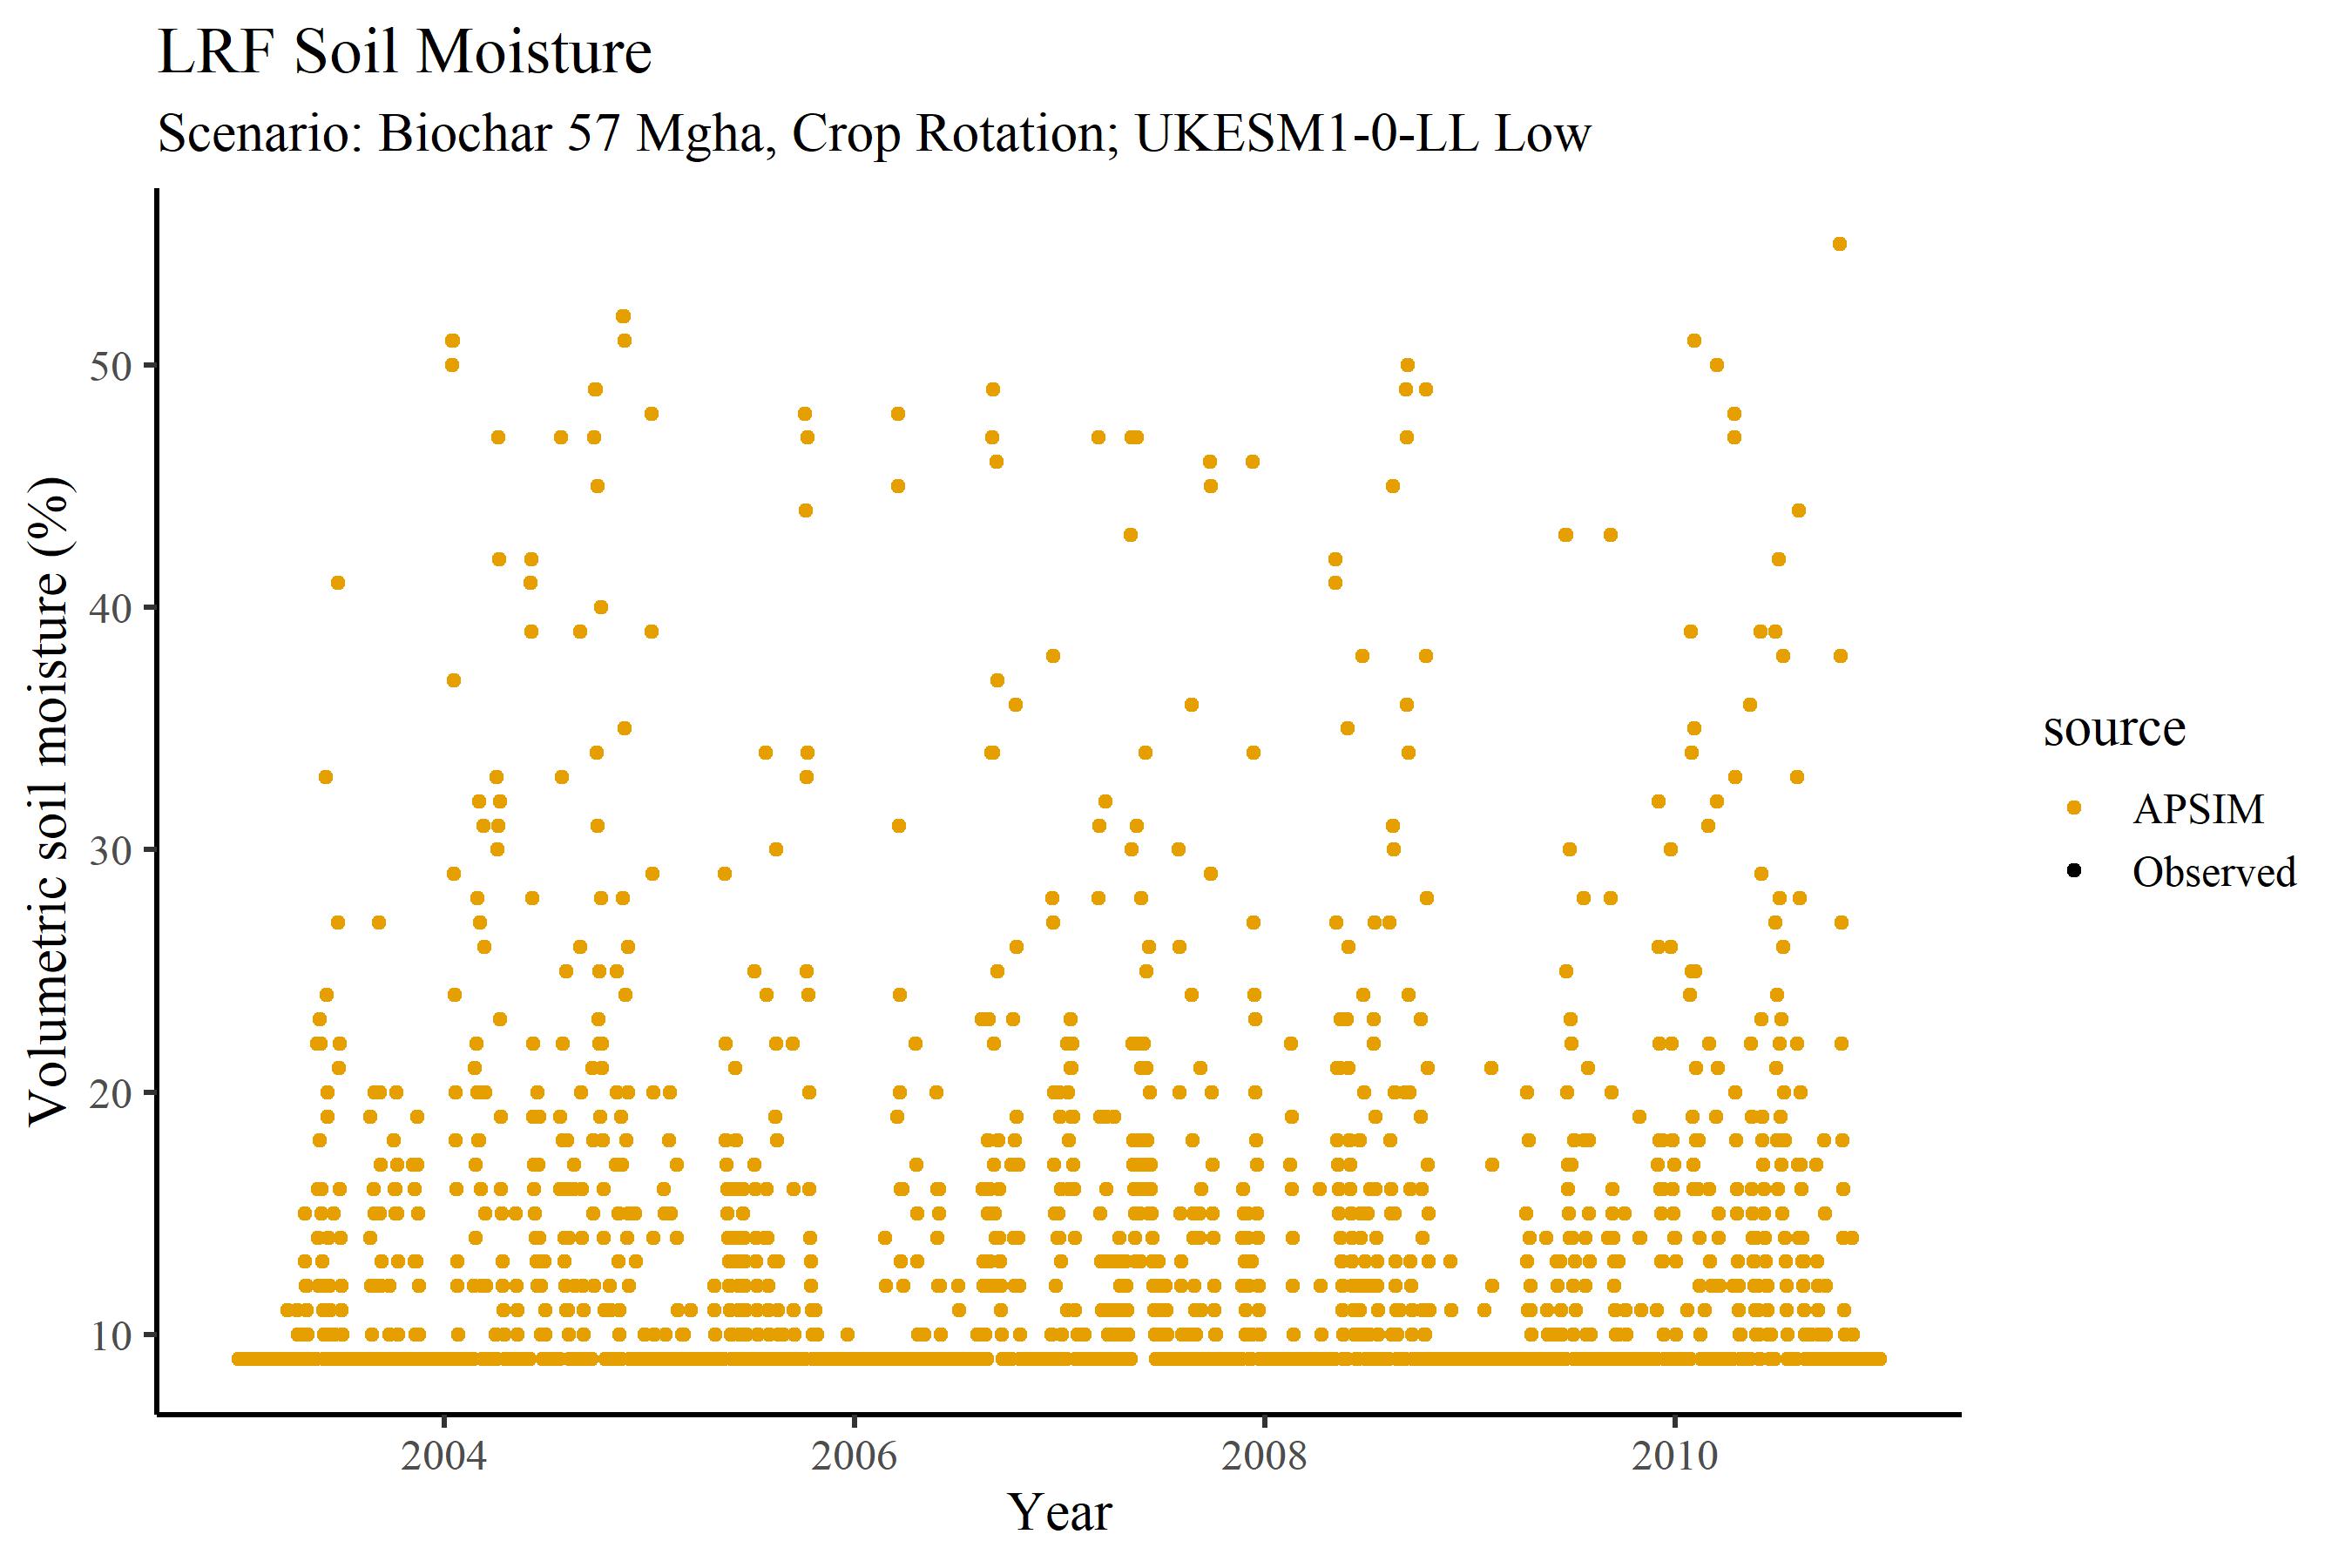 LRF Soil Moisture
Scenario: Biochar 57 Mgha, Crop Rotation; UKESM1-0-LL Low
Volumetric soil moisture (%)
50
40
30
20
10
2004
2006
2008
2010
Year
source
APSIM
Observed